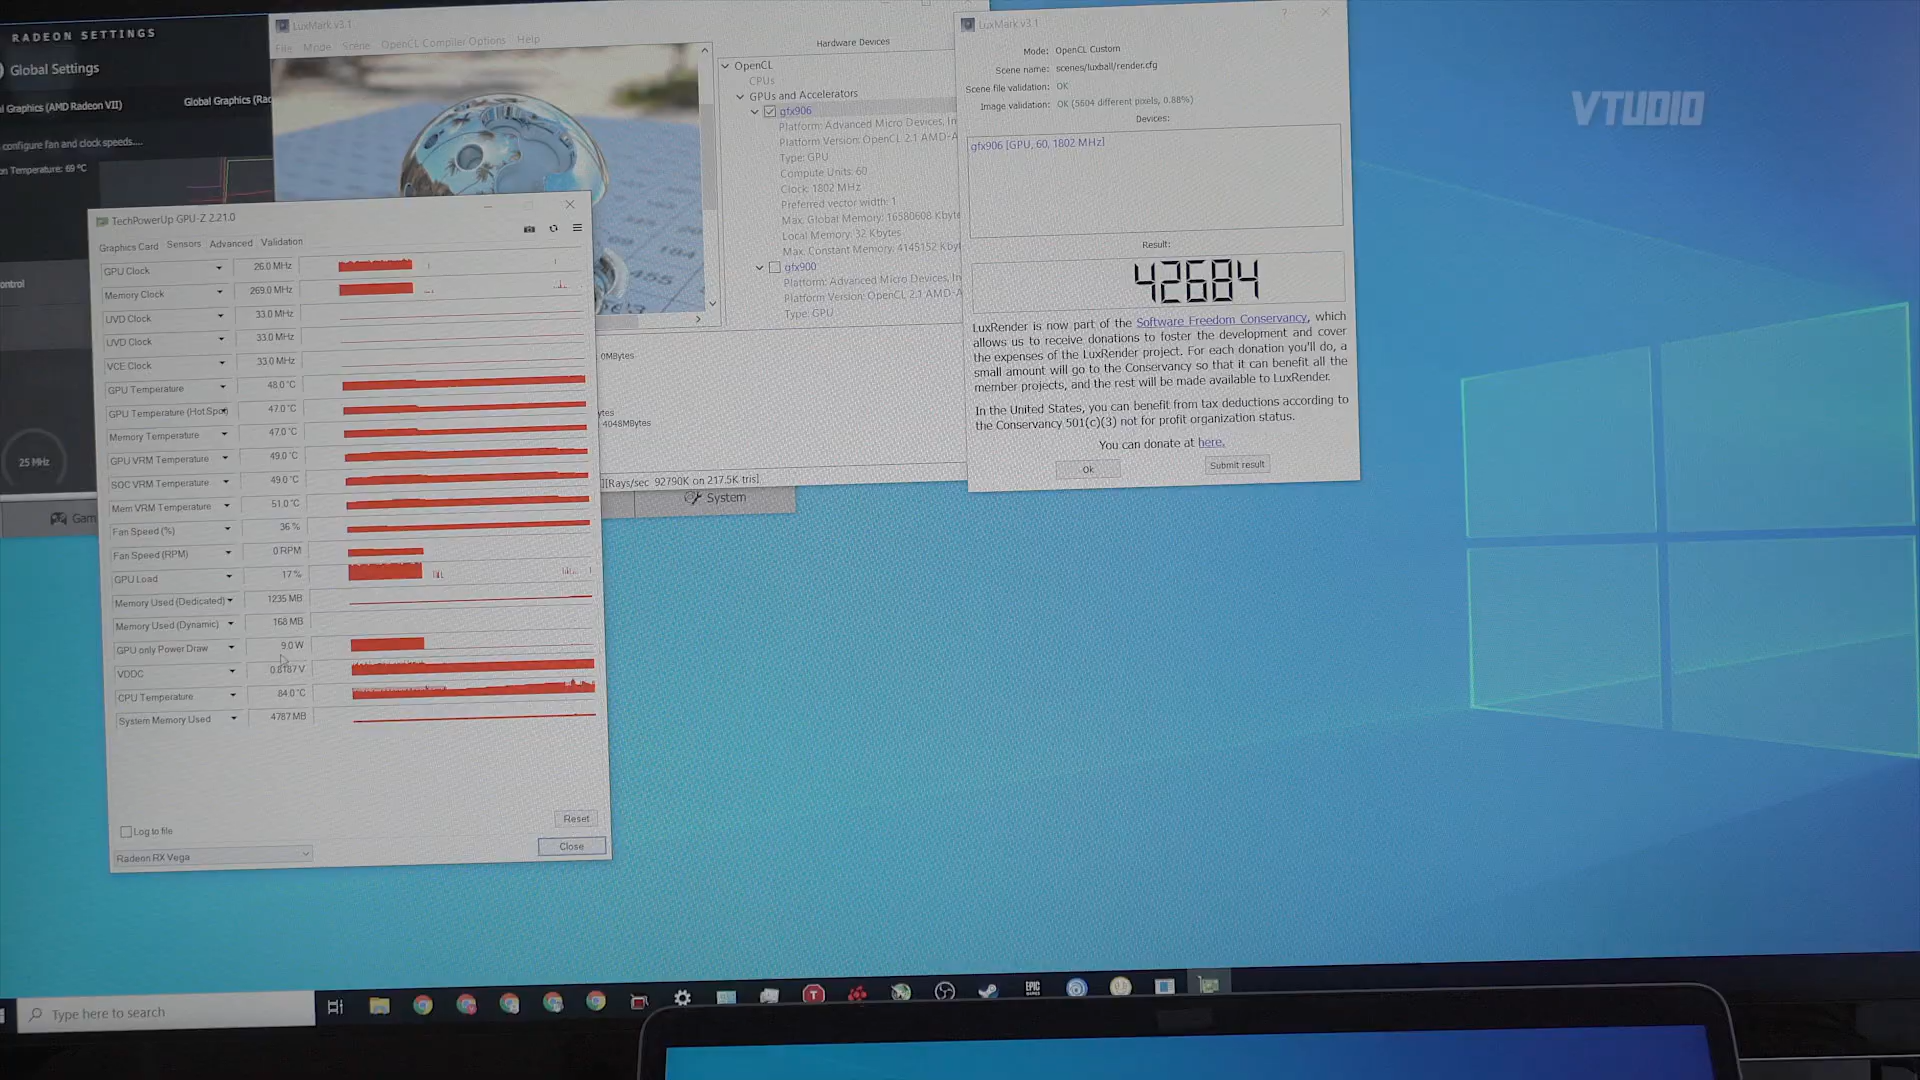 RADEON SETTINGS
Global Settings
l Graphics (AMD Radeon VII)
Global Graphics (Rac
configure fan and clock speeds....
on Temperature: 69 °C
ontrol
25 MHz
Gam
System
LuxMark v3.1
File Mode Scene OpenCL Compiler Options Help
Hardware Devices
OpenCL
CPUs
GPUs and Accelerators
gfx906
Platform: Advanced Micro Devices, In
Platform Version: OpenCL 2.1 AMD-A
Type: GPU
Compute Units: 60
Clock: 1802 MHz
Preferred vector width: 1
Max. Global Memory: 16580608 Kbyte
Local Memory: 32 Kbytes
Max. Constant Memory: 4145152 Kbyt
gfx900
Platform: Advanced Micro Devices, In
Platform Version: OpenCL 2.1 AMD-A
Type: GPU
0MBytes
ytes
4048MBytes
][Rays/sec 92790K on 217.5K tris]
LuxMark v3.1
Mode: OpenCL Custom
Scene name: scenes/luxball/render.cfg
Scene file validation: OK
Image validation: OK (5604 different pixels, 0.88%)
Devices:
gfx906 [GPU, 60, 1802 MHz]
Result:
42684
LuxRender is now part of the Software Freedom Conservancy, which
allows us to receive donations to foster the development and cover
the expenses of the LuxRender project. For each donation you'll do, a
small amount will go to the Conservancy so that it can benefit all the
member projects, and the rest will be made available to LuxRender.
In the United States, you can benefit from tax deductions according to
the Conservancy 501(c)(3) not for profit organization status.
You can donate at here.
Ok
Submit result
VTUDIO
TechPowerUp GPU-Z 2.21.0
Graphics Card Sensors Advanced Validation
GPU Clock 26.0 MHz
Memory Clock 269.0 MHz
UVD Clock 33.0 MHz
UVD Clock 33.0 MHz
VCE Clock 33.0 MHz
GPU Temperature 48.0 °C
GPU Temperature (Hot Spot) 47.0 °C
Memory Temperature 47.0 °C
GPU VRM Temperature 49.0 °C
SOC VRM Temperature 49.0 °C
Mem VRM Temperature 51.0 °C
Fan Speed (%) 36 %
Fan Speed (RPM) 0 RPM
GPU Load 17 %
Memory Used (Dedicated) 1235 MB
Memory Used (Dynamic) 168 MB
GPU only Power Draw 9.0 W
VDDC 0.8187 V
CPU Temperature 84.0 °C
System Memory Used 4787 MB
Reset
Log to file
Radeon RX Vega
Close
Type here to search
EPIC